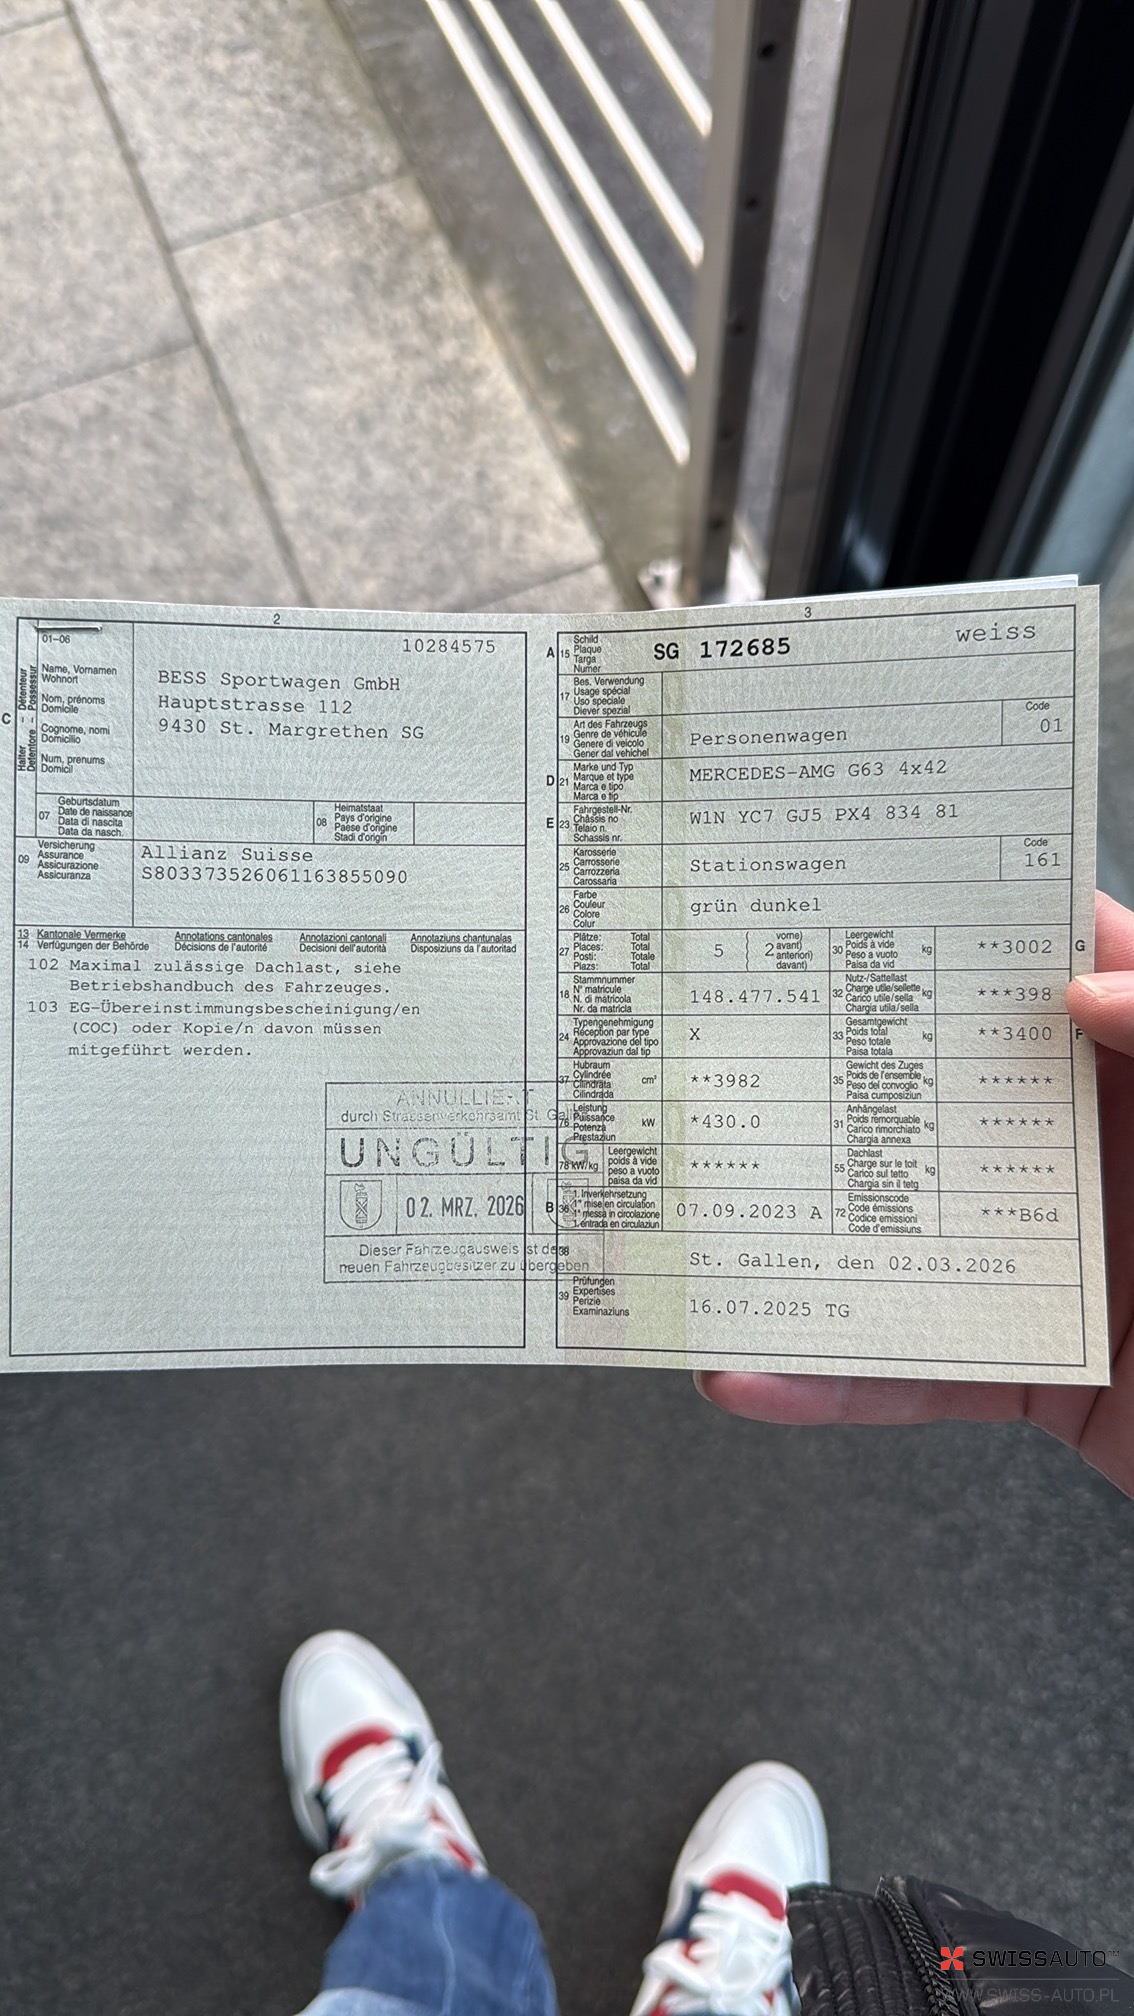 2
01–06
10284575
C
Halter Détenteur
Detentore Possessur
Name, Vornamen
Wohnort
Nom, prénoms
Domicile
Cognome, nomi
Domicilio
Num, prenums
Domicil
BESS Sportwagen GmbH
Hauptstrasse 112
9430 St. Margrethen SG
07
Geburtsdatum
Date de naissance
Data di nascita
Data da nasch.
08
Heimatstaat
Pays d'origine
Paese d'origine
Stadi d'origin
09
Versicherung
Assurance
Assicurazione
Assicuranza
Allianz Suisse
S803373526061163855090
13 Kantonale Vermerke Annotations cantonales Annotazioni cantonali Annotaziuns chantunalas
14 Verfügungen der Behörde Décisions de l'autorité Decisioni dell'autorità Disposiziuns da l'autoritad
102 Maximal zulässige Dachlast, siehe
Betriebshandbuch des Fahrzeuges.
103 EG-Übereinstimmungsbescheinigung/en
(COC) oder Kopie/n davon müssen
mitgeführt werden.
ANNULLIERT
durch Strassenverkehrsamt St. Gallen
UNGÜLTIG
02. MRZ. 2026
Dieser Fahrzeugausweis ist dem
neuen Fahrzeugbesitzer zu übergeben
3
A 15
Schild
Plaque
Targa
Numer
SG 172685
weiss
17
Bes. Verwendung
Usage spécial
Uso speciale
Diever spezial
19
Art des Fahrzeugs
Genre de véhicule
Genere di veicolo
Gener dal vehichel
Personenwagen
Code
01
D 21
Marke und Typ
Marque et type
Marca e tipo
Marca e tip
MERCEDES-AMG G63 4x42
E 23
Fahrgestell-Nr.
Châssis no
Telaio n.
Schassis nr.
W1N YC7 GJ5 PX4 834 81
25
Karosserie
Carrosserie
Carrozzeria
Carossaria
Stationswagen
Code
161
26
Farbe
Couleur
Colore
Colur
grün dunkel
27
Plätze: Total
Places: Total
Posti: Totale
Plazs: Total
5
2
vorne)
avant)
anteriori)
davant)
30
Leergewicht
Poids à vide
Peso a vuoto
Paisa da vid
kg
**3002
G
18
Stammnummer
N° matricule
N. di matricola
Nr. da matricla
148.477.541
32
Nutz-/Sattellast
Charge utile/sellette
Carico utile/sella
Chargia utila/sella
kg
***398
24
Typengenehmigung
Réception par type
Approvazione del tipo
Approvaziun dal tip
X
33
Gesamtgewicht
Poids total
Peso totale
Paisa totala
kg
**3400
F
37
Hubraum
Cylindrée
Cilindrata
Cilindrada
cm³
**3982
35
Gewicht des Zuges
Poids de l'ensemble
Peso del convoglio
Paisa cumposiziun
kg
******
76
Leistung
Puissance
Potenza
Prestaziun
kW
*430.0
31
Anhängelast
Poids remorquable
Carico rimorchiato
Chargia annexa
kg
******
78 kW/kg
Leergewicht
poids à vide
peso a vuoto
paisa da vid
******
55
Dachlast
Charge sur le toit
Carico sul tetto
Chargia sin il tetg
kg
******
B 36
1. Inverkehrsetzung
1re mise en circulation
1a messa in circolazione
1. entrada en circulaziun
07.09.2023 A
72
Emissionscode
Code émissions
Codice emissioni
Code d'emissiuns
***B6d
38
St. Gallen, den 02.03.2026
39
Prüfungen
Expertises
Perizie
Examinaziuns
16.07.2025 TG
SWISSAUTO
WWW.SWISS-AUTO.PL